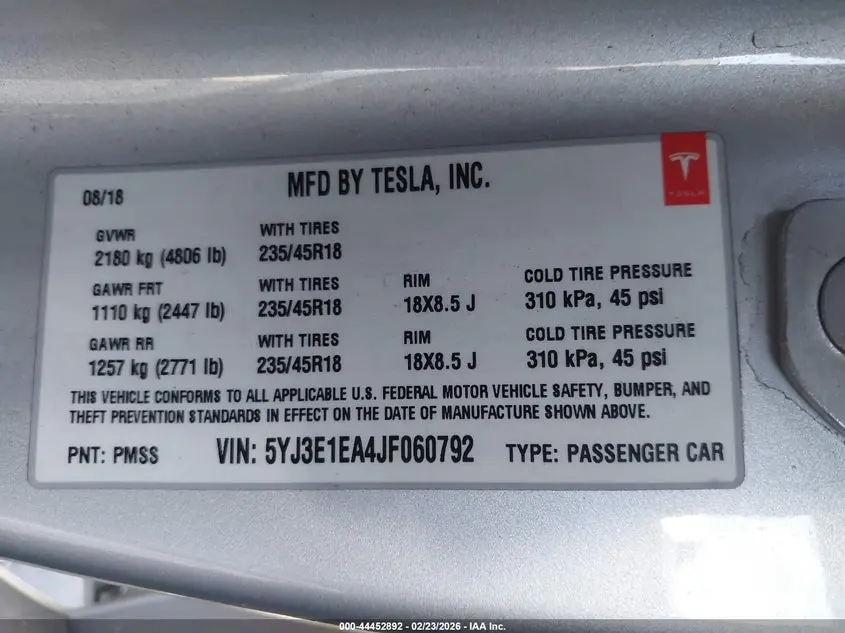 08/18
MFD BY TESLA, INC.
TESLA
GVWR WITH TIRES
2180 kg (4806 lb) 235/45R18
GAWR FRT WITH TIRES RIM COLD TIRE PRESSURE
1110 kg (2447 lb) 235/45R18 18X8.5 J 310 kPa, 45 psi
GAWR RR WITH TIRES RIM COLD TIRE PRESSURE
1257 kg (2771 lb) 235/45R18 18X8.5 J 310 kPa, 45 psi
THIS VEHICLE CONFORMS TO ALL APPLICABLE U.S. FEDERAL MOTOR VEHICLE SAFETY, BUMPER, AND
THEFT PREVENTION STANDARDS IN EFFECT ON THE DATE OF MANUFACTURE SHOWN ABOVE.
PNT: PMSS VIN: 5YJ3E1EA4JF060792 TYPE: PASSENGER CAR
000-44452892 - 02/23/2026 - IAA Inc.